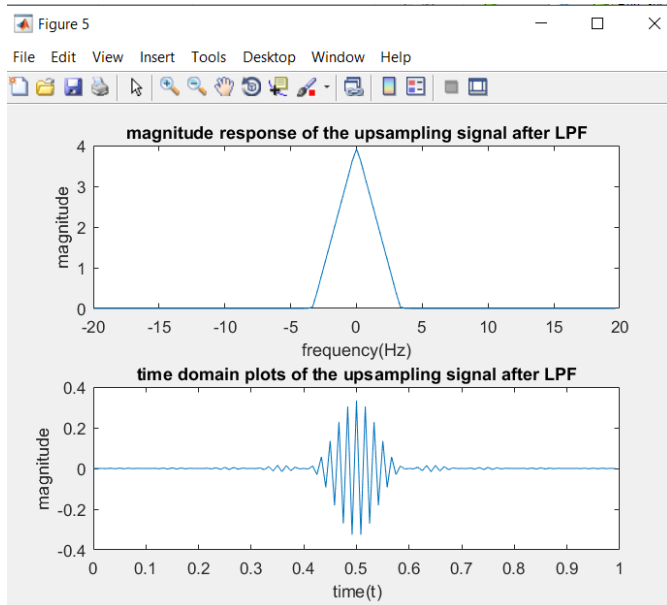 Figure 5
File Edit View Insert Tools Desktop Window Help
magnitude response of the upsampling signal after LPF
4
3
2
1
0
magnitude
-20 -15 -10 -5 0 5 10 15 20
frequency(Hz)
time domain plots of the upsampling signal after LPF
0.4
0.2
0
-0.2
-0.4
magnitude
0 0.1 0.2 0.3 0.4 0.5 0.6 0.7 0.8 0.9 1
time(t)